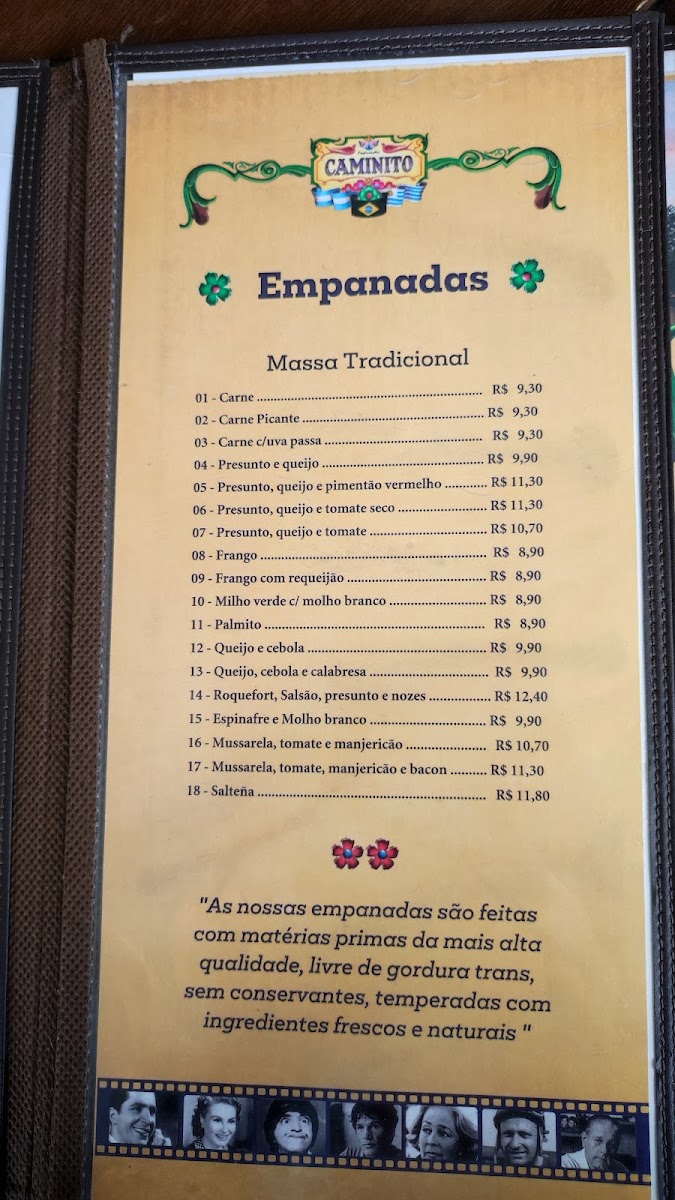 CAMINITO
Empanadas
Massa Tradicional
01 - Carne ................................................................ R$ 9,30
02 - Carne Picante .................................................. R$ 9,30
03 - Carne c/uva passa ............................................ R$ 9,30
04 - Presunto e queijo ............................................. R$ 9,90
05 - Presunto, queijo e pimentão vermelho ............ R$ 11,30
06 - Presunto, queijo e tomate seco ......................... R$ 11,30
07 - Presunto, queijo e tomate ................................. R$ 10,70
08 - Frango ............................................................... R$ 8,90
09 - Frango com requeijão ....................................... R$ 8,90
10 - Milho verde c/ molho branco ........................... R$ 8,90
11 - Palmito ............................................................. R$ 8,90
12 - Queijo e cebola .................................................. R$ 9,90
13 - Queijo, cebola e calabresa ................................. R$ 9,90
14 - Roquefort, Salsão, presunto e nozes ................. R$ 12,40
15 - Espinafre e Molho branco ................................ R$ 9,90
16 - Mussarela, tomate e manjericão ...................... R$ 10,70
17 - Mussarela, tomate, manjericão e bacon .......... R$ 11,30
18 - Salteña ............................................................... R$ 11,80
"As nossas empanadas são feitas
com matérias primas da mais alta
qualidade, livre de gordura trans,
sem conservantes, temperadas com
ingredientes frescos e naturais "